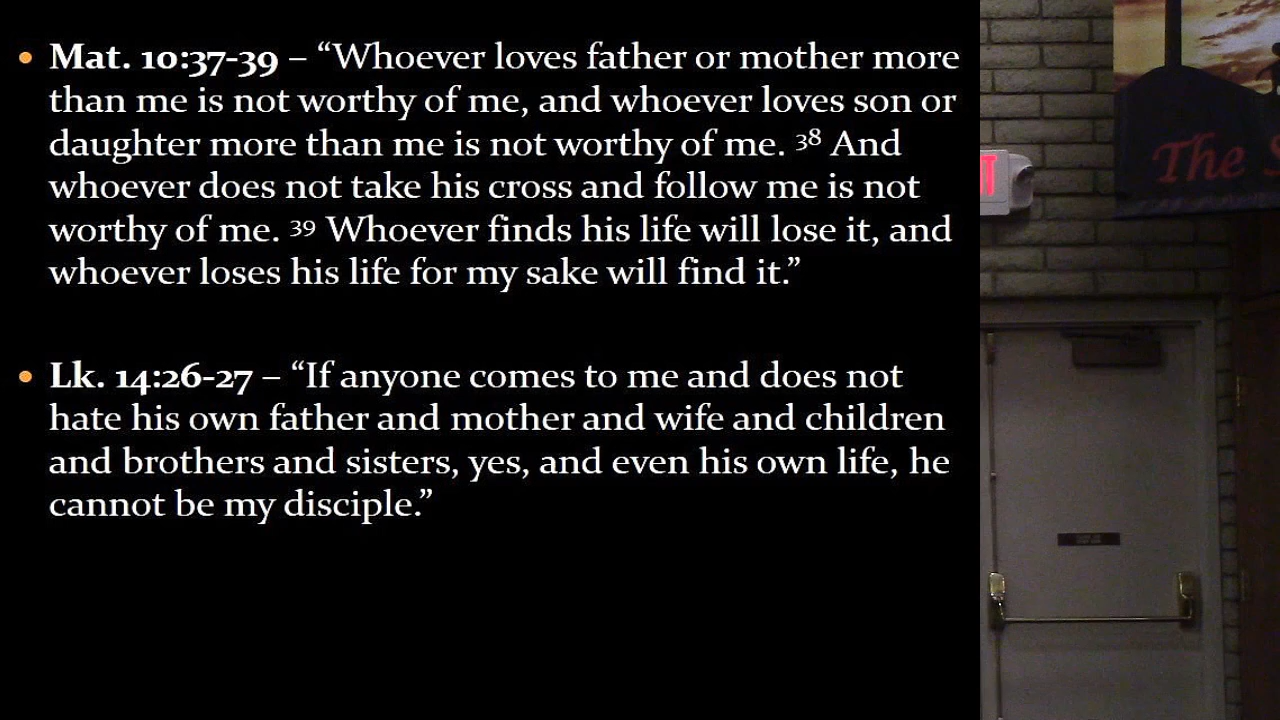 • Mat. 10:37-39 – “Whoever loves father or mother more
than me is not worthy of me, and whoever loves son or
daughter more than me is not worthy of me. ³⁸ And
whoever does not take his cross and follow me is not
worthy of me. ³⁹ Whoever finds his life will lose it, and
whoever loses his life for my sake will find it.”
• Lk. 14:26-27 – “If anyone comes to me and does not
hate his own father and mother and wife and children
and brothers and sisters, yes, and even his own life, he
cannot be my disciple.”
The S